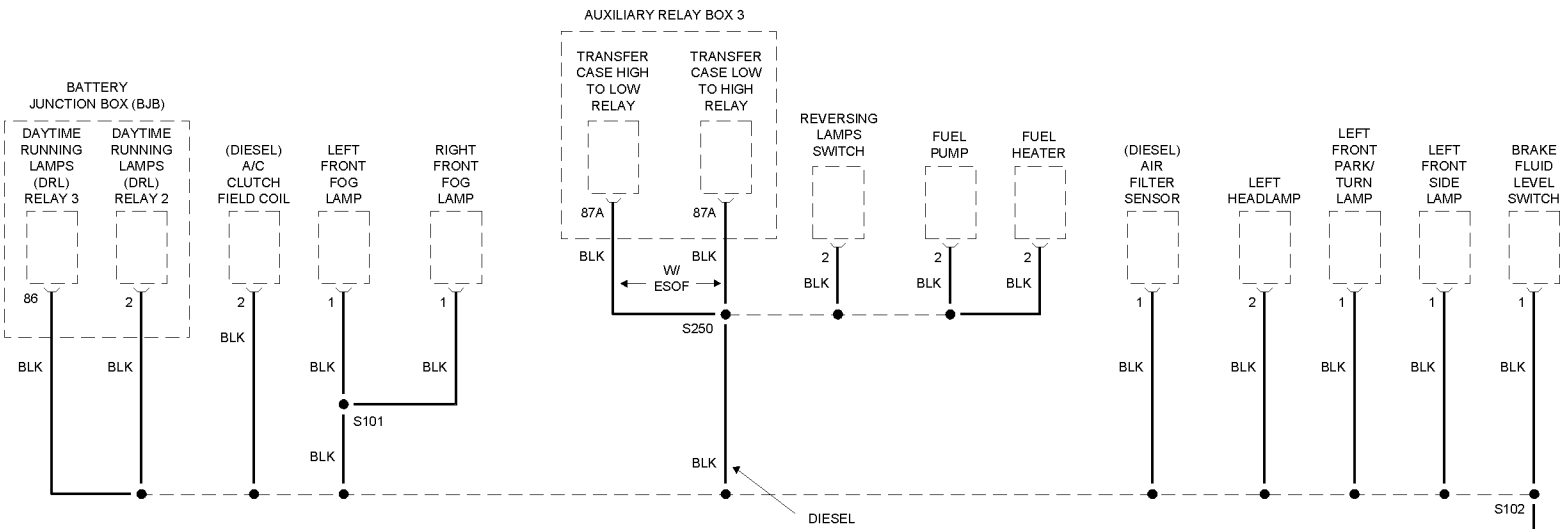 AUXILIARY RELAY BOX 3
TRANSFER
CASE HIGH
TO LOW
RELAY
TRANSFER
CASE LOW
TO HIGH
RELAY
BATTERY
JUNCTION BOX (BJB)
DAYTIME
RUNNING
LAMPS
(DRL)
RELAY 3
DAYTIME
RUNNING
LAMPS
(DRL)
RELAY 2
(DIESEL)
A/C
CLUTCH
FIELD COIL
LEFT
FRONT
FOG
LAMP
RIGHT
FRONT
FOG
LAMP
REVERSING
LAMPS
SWITCH
FUEL
PUMP
FUEL
HEATER
(DIESEL)
AIR
FILTER
SENSOR
LEFT
HEADLAMP
LEFT
FRONT
PARK/
TURN
LAMP
LEFT
FRONT
SIDE
LAMP
BRAKE
FLUID
LEVEL
SWITCH
87A
87A
BLK
BLK
W/
ESOF
2
2
2
BLK
BLK
BLK
86
2
2
1
1
1
2
1
1
1
S250
BLK
BLK
BLK
BLK
BLK
BLK
BLK
BLK
BLK
BLK
S101
BLK
BLK
DIESEL
S102